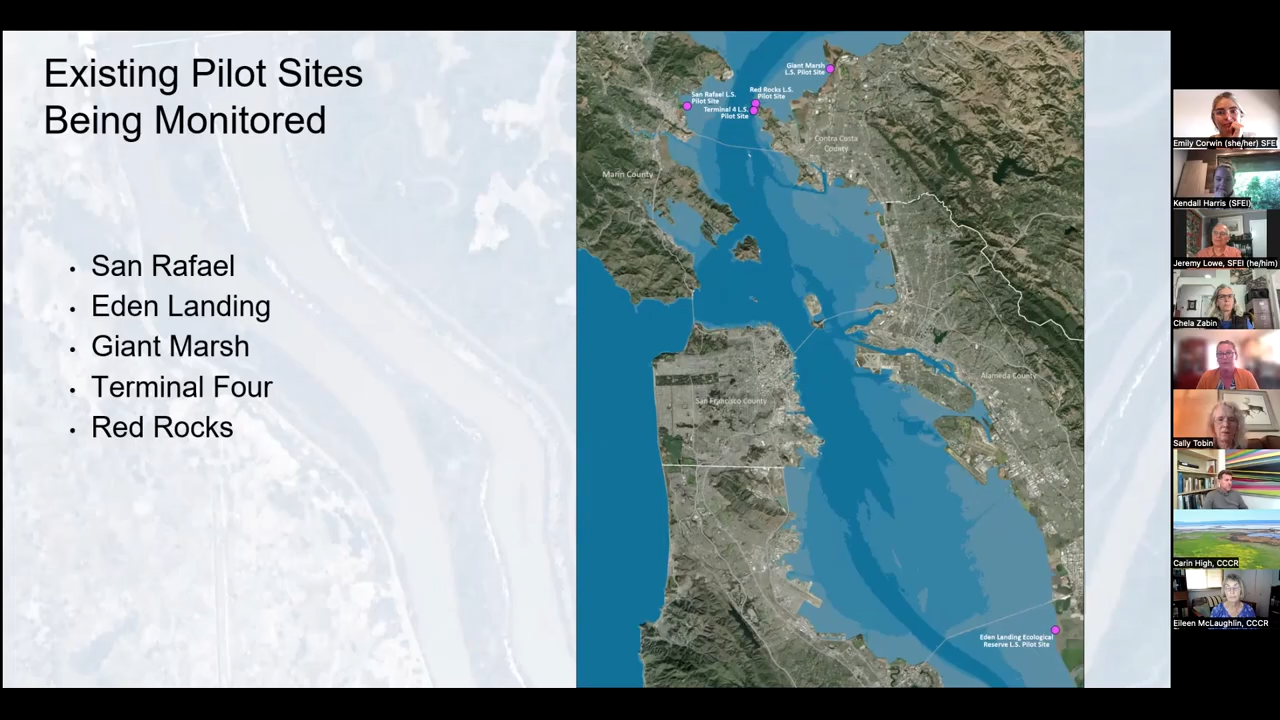 Existing Pilot Sites
Being Monitored
• San Rafael
• Eden Landing
• Giant Marsh
• Terminal Four
• Red Rocks
Giant Marsh
L.S. Pilot Site
San Rafael L.S.
Pilot Site
Red Rocks L.S.
Pilot Site
Terminal 4 L.S.
Pilot Site
Contra Costa
County
Marin County
Alameda County
San Francisco County
Eden Landing Ecological
Reserve L.S. Pilot Site
Emily Corwin (she/her) SFEI
Kendall Harris (SFEI)
Jeremy Lowe, SFEI (he/him)
Chela Zabin
Sally Tobin
Carin High, CCCR
Eileen McLaughlin, CCCR